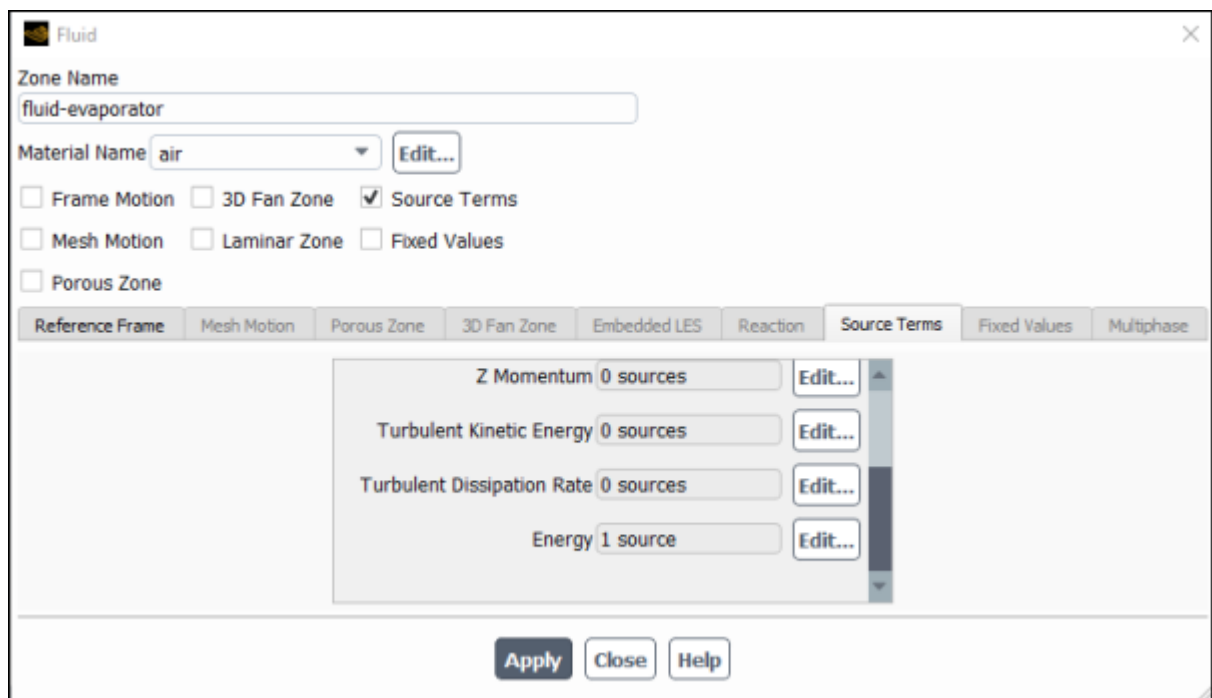 Fluid
Zone Name
fluid-evaporator
Material Name air Edit...
Frame Motion 3D Fan Zone Source Terms
Mesh Motion Laminar Zone Fixed Values
Porous Zone
Reference Frame Mesh Motion Porous Zone 3D Fan Zone Embedded LES Reaction Source Terms Fixed Values Multiphase
Z Momentum 0 sources Edit...
Turbulent Kinetic Energy 0 sources Edit...
Turbulent Dissipation Rate 0 sources Edit...
Energy 1 source Edit...
Apply Close Help